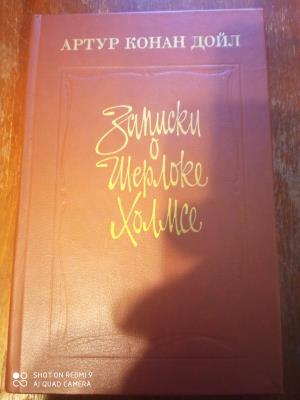 АРТУР КОНАН ДОЙЛ
Записки
о
Шерлоке
Холмсе
SHOT ON REDMI 9
AI QUAD CAMERA